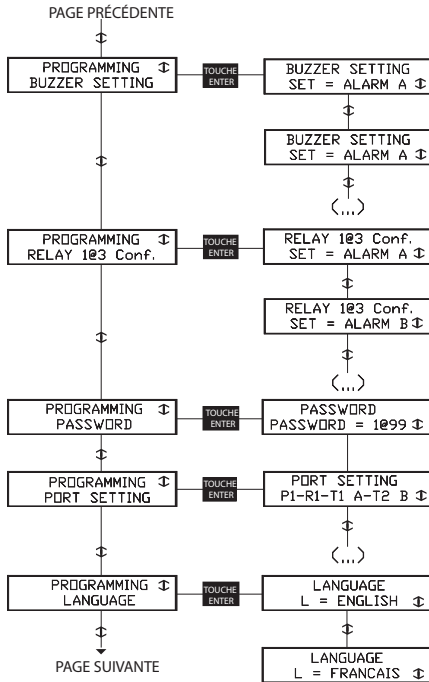 PAGE PRÉCÉDENTE
PROGRAMMING
BUZZER SETTING
TOUCHE
ENTER
BUZZER SETTING
SET = ALARM A
BUZZER SETTING
SET = ALARM A
(...)
PROGRAMMING
RELAY 1@3 Conf.
TOUCHE
ENTER
RELAY 1@3 Conf.
SET = ALARM A
RELAY 1@3 Conf.
SET = ALARM B
(...)
PROGRAMMING
PASSWORD
TOUCHE
ENTER
PASSWORD
PASSWORD = 1@99
PROGRAMMING
PORT SETTING
TOUCHE
ENTER
PORT SETTING
P1-R1-T1 A-T2 B
(...)
PROGRAMMING
LANGUAGE
TOUCHE
ENTER
LANGUAGE
L = ENGLISH
LANGUAGE
L = FRANCAIS
PAGE SUIVANTE